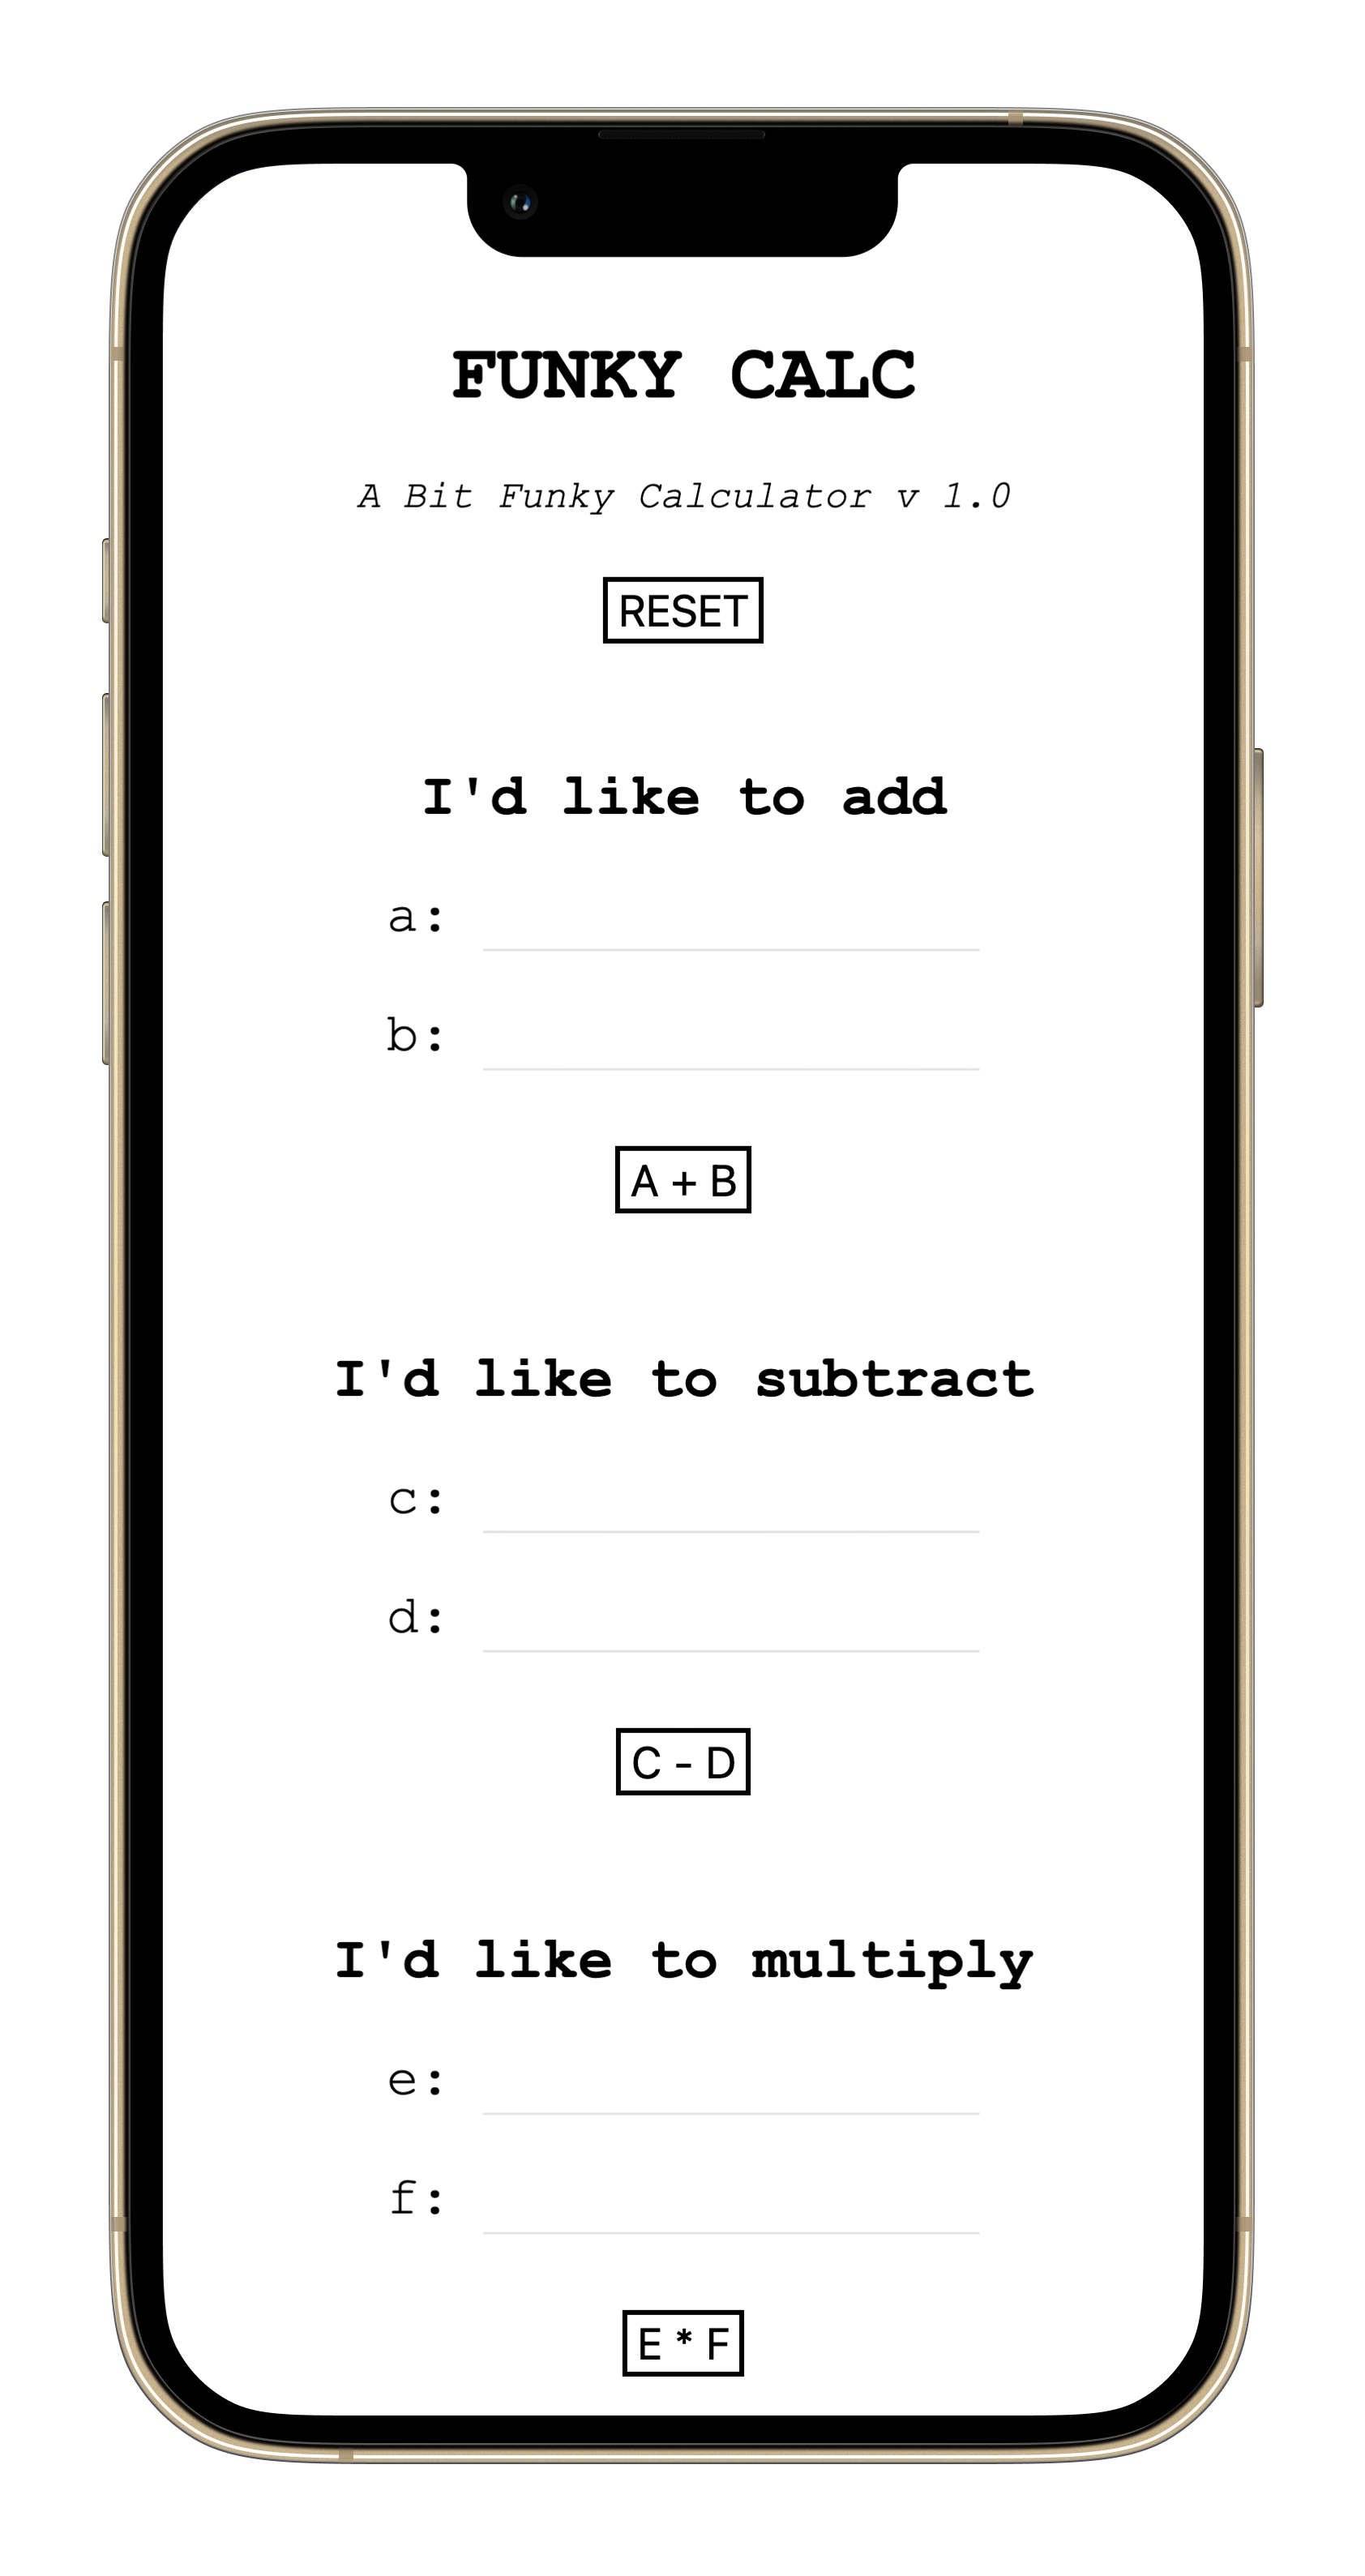 FUNKY CALC
A Bit Funky Calculator v 1.0
RESET
I'd like to add
a:
b:
A + B
I'd like to subtract
c:
d:
C - D
I'd like to multiply
e:
f:
E * F